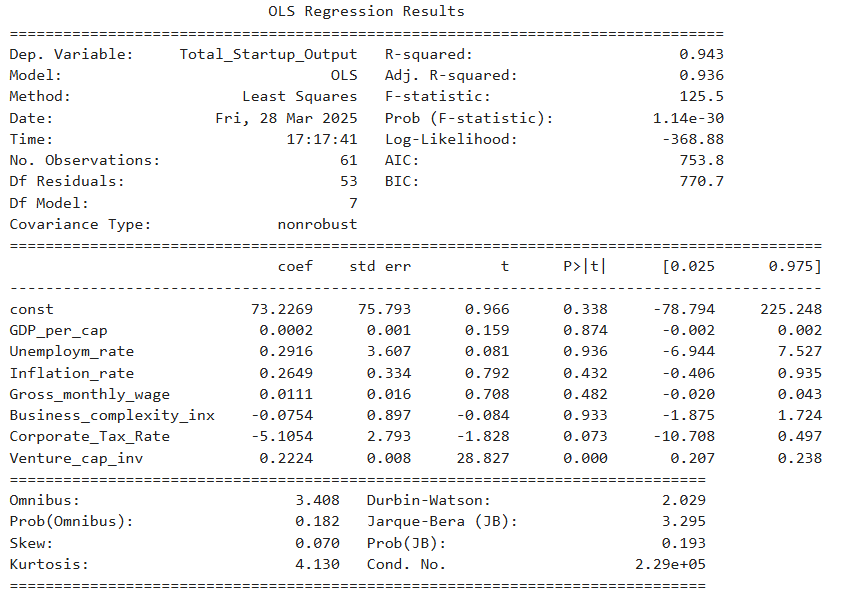 OLS Regression Results
==============================================================================
Dep. Variable:     Total_Startup_Output   R-squared:                       0.943
Model:                              OLS   Adj. R-squared:                  0.936
Method:                   Least Squares   F-statistic:                     125.5
Date:                  Fri, 28 Mar 2025   Prob (F-statistic):           1.14e-30
Time:                          17:17:41   Log-Likelihood:                -368.88
No. Observations:                    61   AIC:                             753.8
Df Residuals:                        53   BIC:                             770.7
Df Model:                             7
Covariance Type:              nonrobust
===========================================================================================
                              coef    std err          t      P>|t|      [0.025      0.975]
-------------------------------------------------------------------------------------------
const                      73.2269     75.793      0.966      0.338     -78.794     225.248
GDP_per_cap                 0.0002      0.001      0.159      0.874      -0.002       0.002
Unemploym_rate              0.2916      3.607      0.081      0.936      -6.944       7.527
Inflation_rate              0.2649      0.334      0.792      0.432      -0.406       0.935
Gross_monthly_wage          0.0111      0.016      0.708      0.482      -0.020       0.043
Business_complexity_inx    -0.0754      0.897     -0.084      0.933      -1.875       1.724
Corporate_Tax_Rate         -5.1054      2.793     -1.828      0.073     -10.708       0.497
Venture_cap_inv             0.2224      0.008     28.827      0.000       0.207       0.238
==============================================================================
Omnibus:                        3.408   Durbin-Watson:                   2.029
Prob(Omnibus):                  0.182   Jarque-Bera (JB):                3.295
Skew:                           0.070   Prob(JB):                        0.193
Kurtosis:                       4.130   Cond. No.                     2.29e+05
==============================================================================